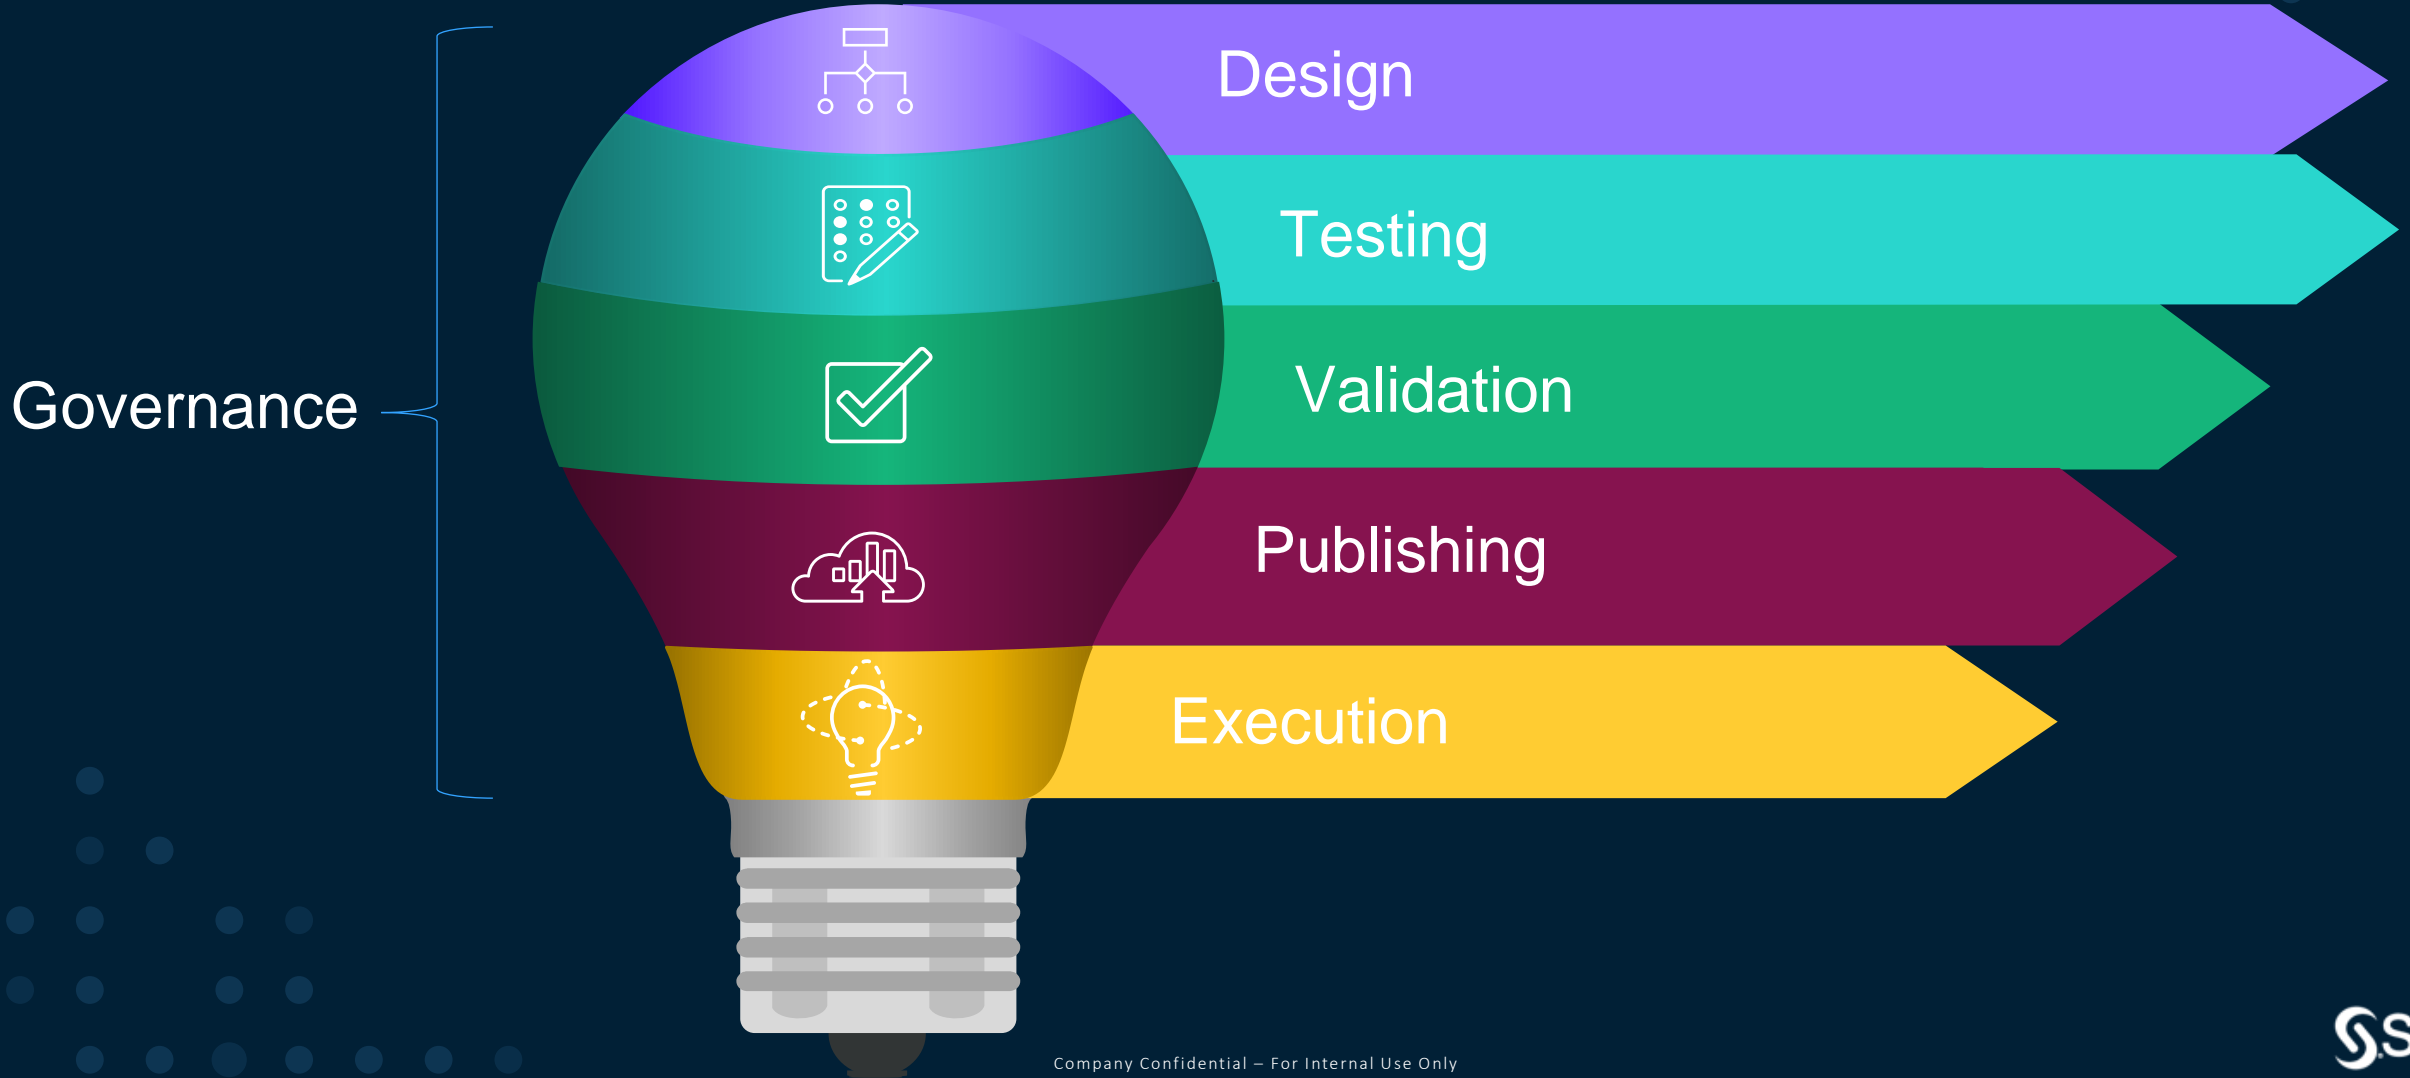 Design
Testing
Validation
Governance
Publishing
Execution
Company Confidential – For Internal Use Only